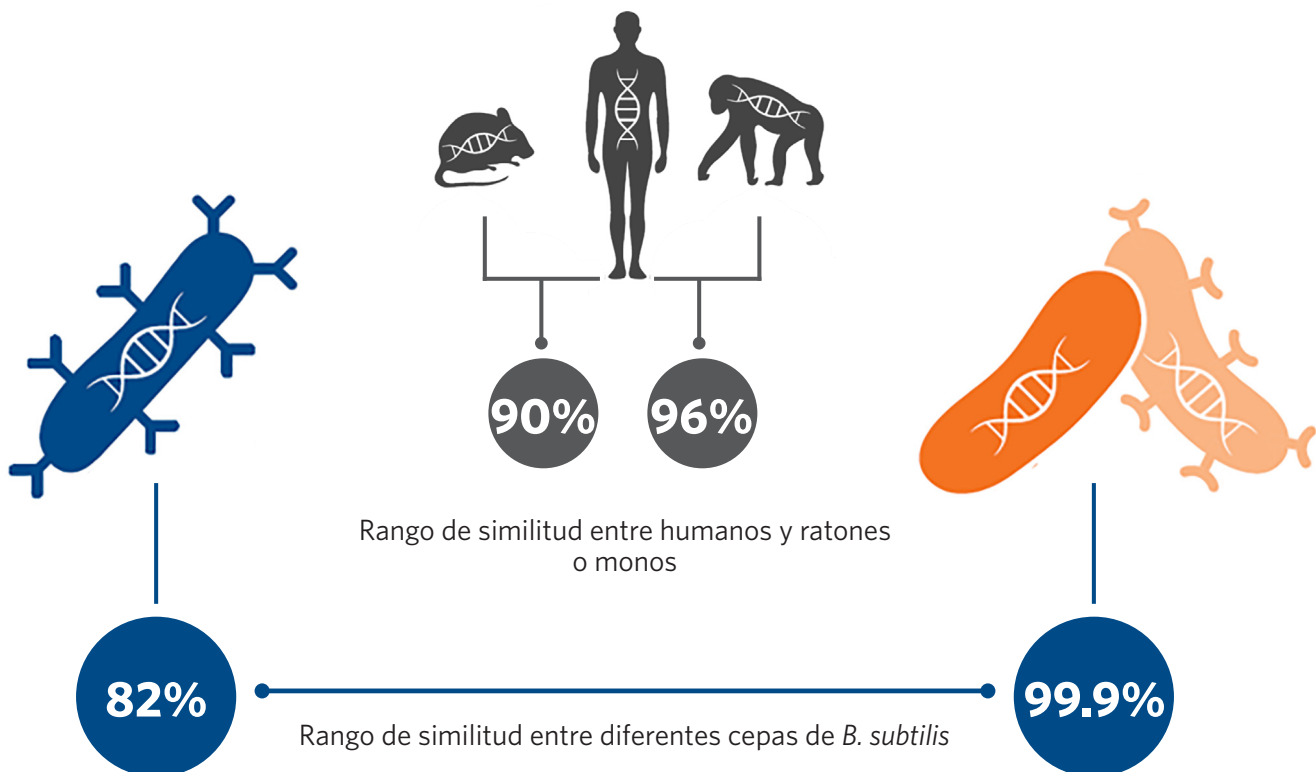 90%
96%
Rango de similitud entre humanos y ratones
o monos
82%
99.9%
Rango de similitud entre diferentes cepas de B. subtilis